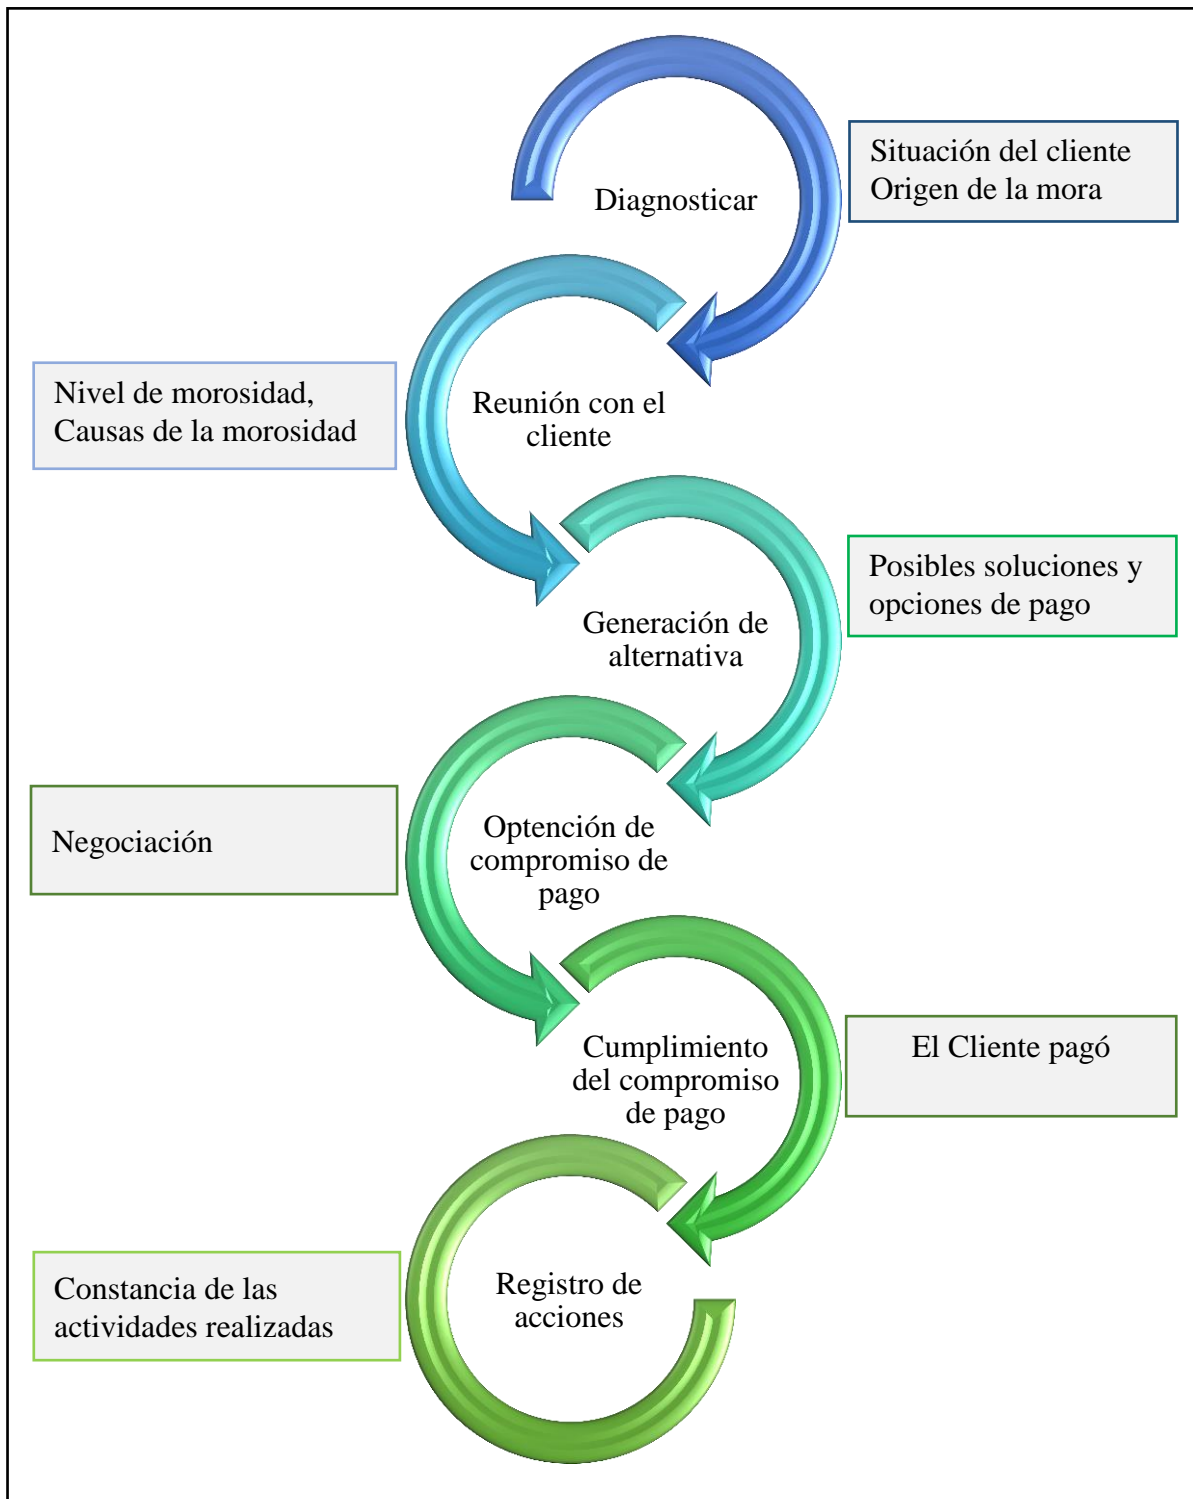 Diagnosticar
Situación del cliente
Origen de la mora
Reunión con el
cliente
Nivel de morosidad,
Causas de la morosidad
Generación de
alternativa
Posibles soluciones y
opciones de pago
Optención de
compromiso de
pago
Negociación
Cumplimiento
del compromiso
de pago
El Cliente pagó
Registro de
acciones
Constancia de las
actividades realizadas